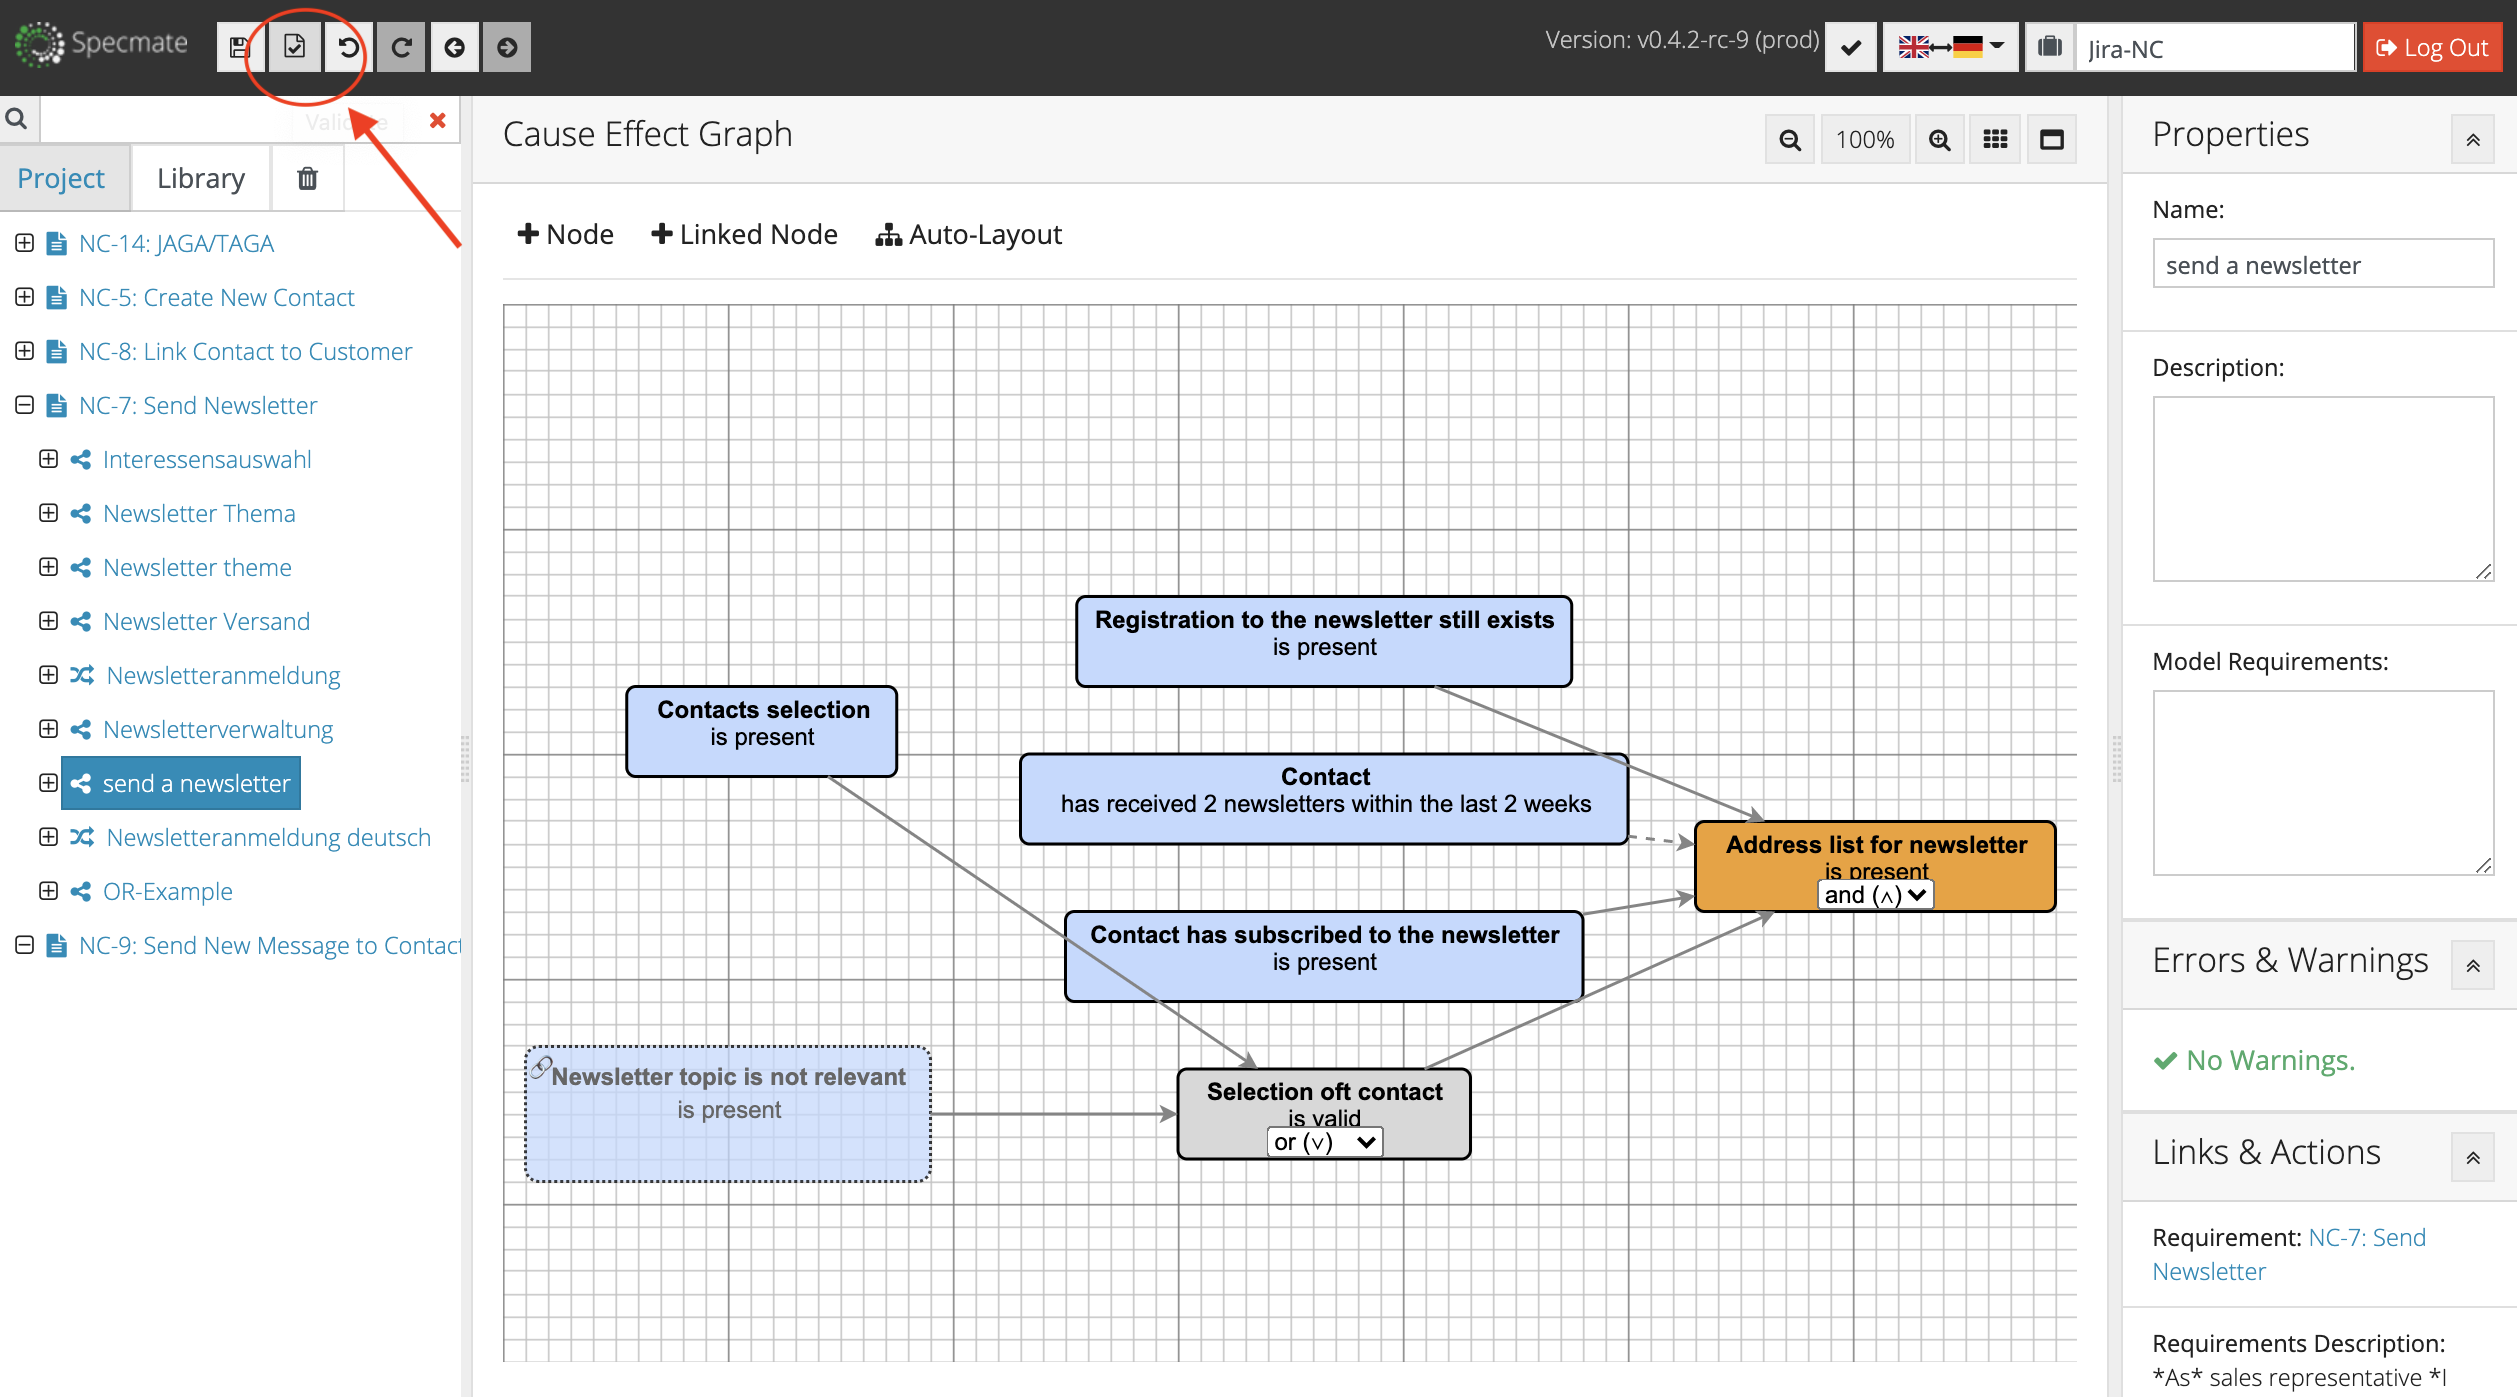 Specmate
Version: v0.4.2-rc-9 (prod)
Jira-NC
Log Out
Project
Library
NC-14: JAGA/TAGA
NC-5: Create New Contact
NC-8: Link Contact to Customer
NC-7: Send Newsletter
Interessensauswahl
Newsletter Thema
Newsletter theme
Newsletter Versand
Newsletteranmeldung
Newsletterverwaltung
send a newsletter
Newsletteranmeldung deutsch
OR-Example
NC-9: Send New Message to Contact
Cause Effect Graph
100%
Node
Linked Node
Auto-Layout
Registration to the newsletter still exists
is present
Contacts selection
is present
Contact
has received 2 newsletters within the last 2 weeks
Address list for newsletter
is present
and (∧)
Contact has subscribed to the newsletter
is present
Newsletter topic is not relevant
is present
Selection oft contact
is valid
or (∨)
Properties
Name:
send a newsletter
Description:
Model Requirements:
Errors & Warnings
No Warnings.
Links & Actions
Requirement: NC-7: Send
Newsletter
Requirements Description:
*As* sales representative *I